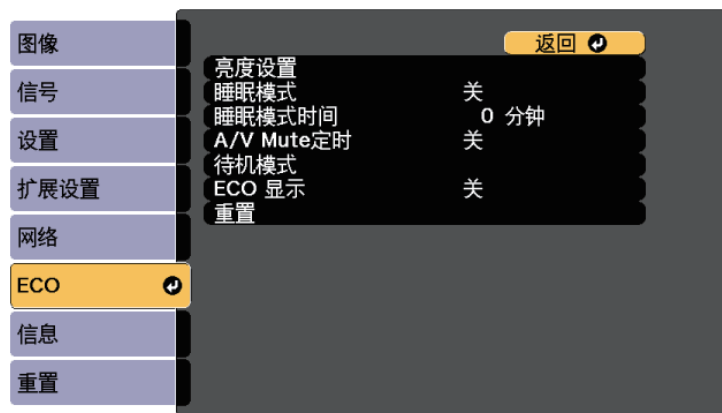 图像
信号
设置
扩展设置
网络
ECO
信息
重置
返回
亮度设置
睡眠模式 关
睡眠模式时间 0 分钟
A/V Mute定时 关
待机模式
ECO 显示 关
重置